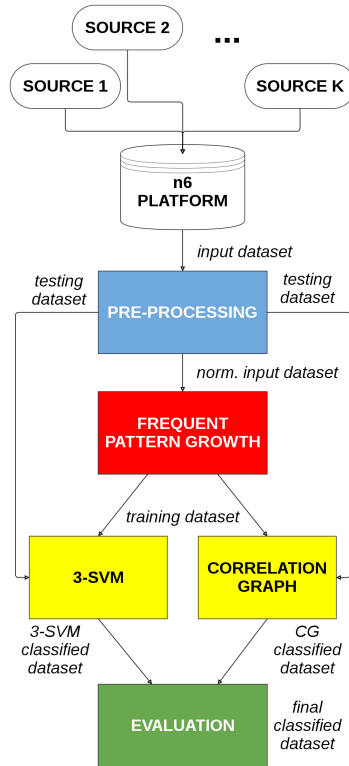 SOURCE 2
...
SOURCE 1
SOURCE K
n6
PLATFORM
input dataset
testing
dataset
testing
dataset
PRE-PROCESSING
norm. input dataset
FREQUENT
PATTERN GROWTH
training dataset
3-SVM
CORRELATION
GRAPH
3-SVM
classified
dataset
CG
classified
dataset
EVALUATION
final
classified
dataset